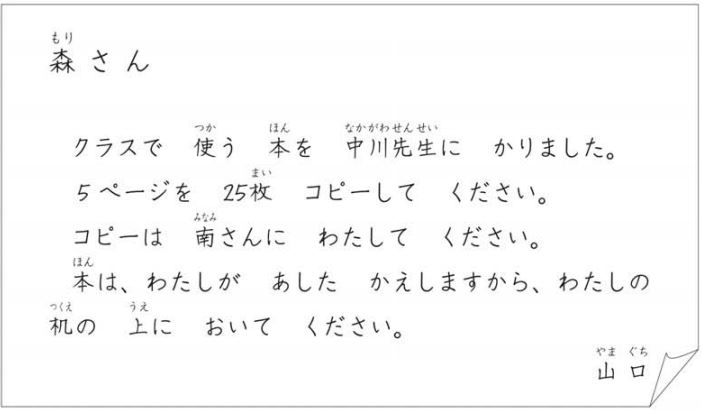 もり
森さん
つか ほん なかがわせんせい
クラスで 使う 本を 中川先生に かりました。
まい
5ページを 25枚 コピーして ください。
みなみ
コピーは 南さんに わたして ください。
ほん
本は、わたしが あした かえしますから、わたしの
つくえ うえ
机の 上に おいて ください。
やま ぐち
山口